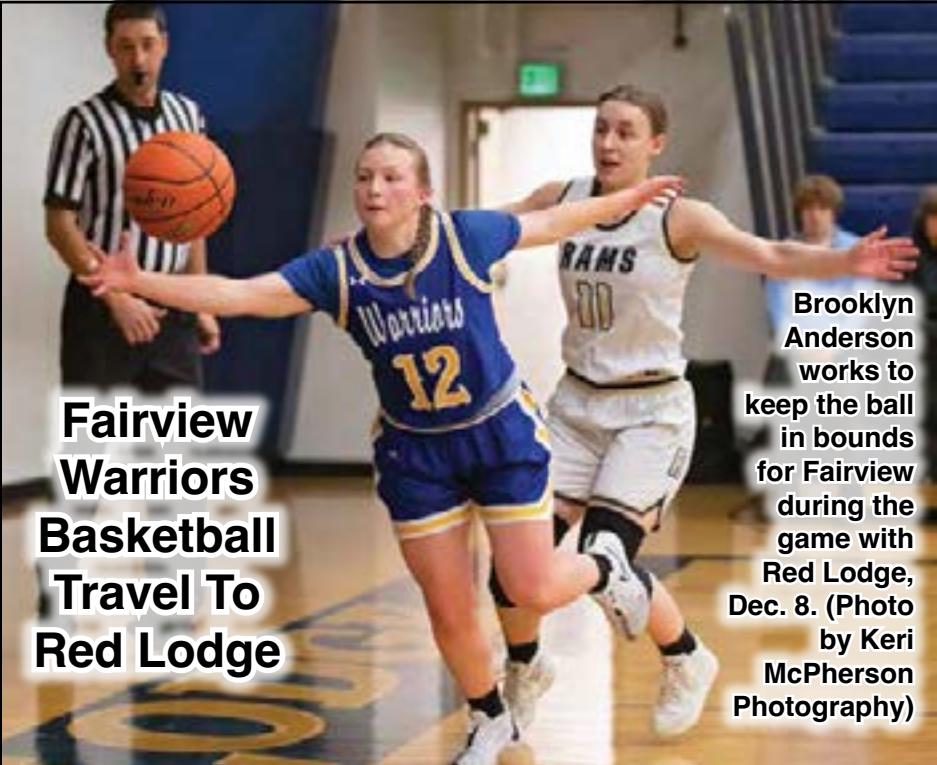 RAMS
11
Warriors
12
Fairview
Warriors
Basketball
Travel To
Red Lodge
Brooklyn
Anderson
works to
keep the ball
in bounds
for Fairview
during the
game with
Red Lodge,
Dec. 8. (Photo
by Keri
McPherson
Photography)